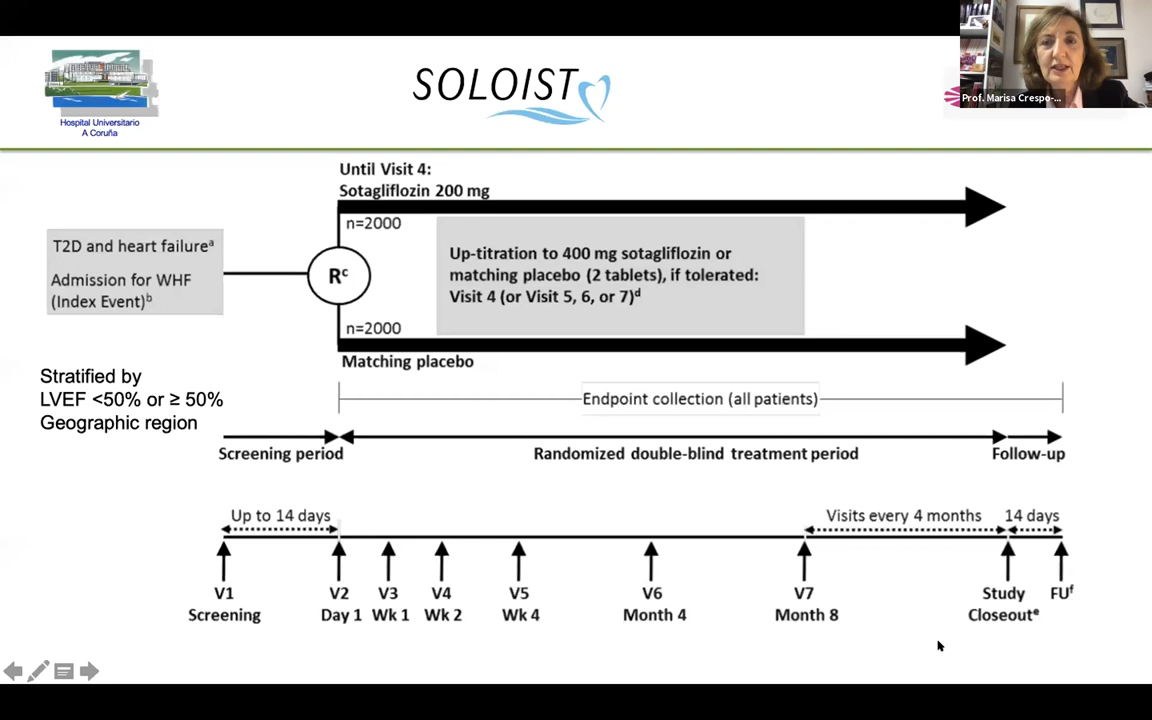 Hospital Universitario
A Coruña
SOLOIST
Prof. Marisa Crespo-...
Until Visit 4:
Sotagliflozin 200 mg
n=2000
T2D and heart failureᵃ
Admission for WHF
(Index Event)ᵇ
Rᶜ
Up-titration to 400 mg sotagliflozin or
matching placebo (2 tablets), if tolerated:
Visit 4 (or Visit 5, 6, or 7)ᵈ
n=2000
Matching placebo
Stratified by
LVEF <50% or ≥ 50%
Geographic region
Endpoint collection (all patients)
Screening period
Randomized double-blind treatment period
Follow-up
Up to 14 days
Visits every 4 months
14 days
V1
Screening
V2
Day 1
V3
Wk 1
V4
Wk 2
V5
Wk 4
V6
Month 4
V7
Month 8
Study
Closeoutᵉ
FUᶠ